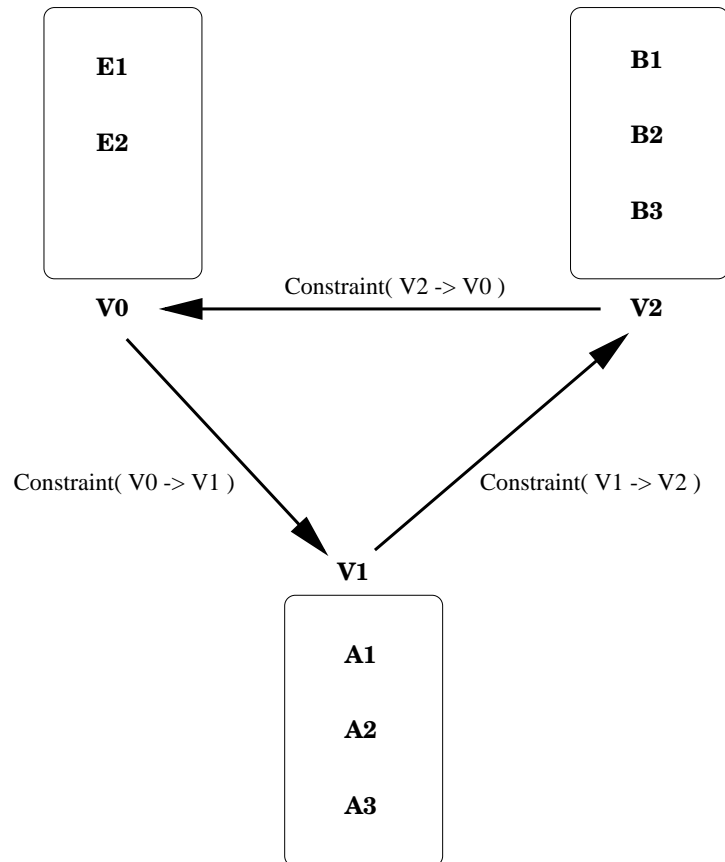 E1
E2
B1
B2
B3
Constraint( V2 -> V0 )
V0
V2
Constraint( V0 -> V1 )
Constraint( V1 -> V2 )
V1
A1
A2
A3